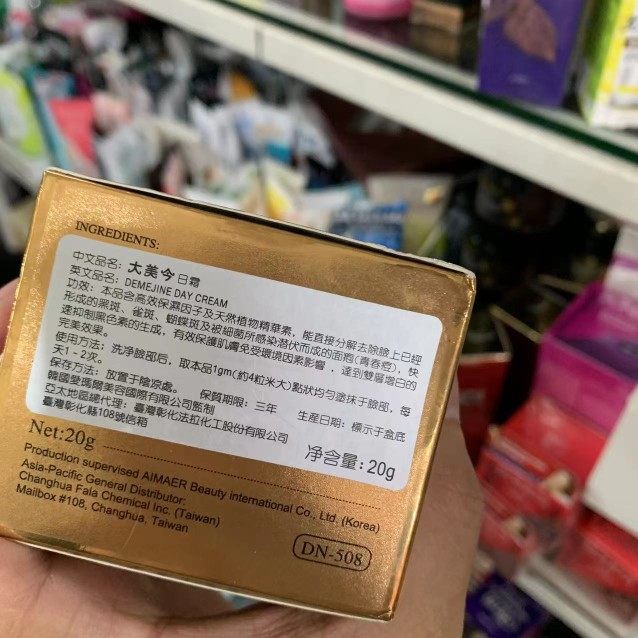 INGREDIENTS:
中文品名：大美今日霜
英文品名：DEMEJINE DAY CREAM
功效：本品含高效保濕因子及天然植物精華素，能直接分解去除臉上已經
形成的黑斑、雀斑、蝴蝶斑及被細菌所感染潜伏而成的面疱(青春痘)，快
速抑制黑色素的生成，有效保護肌膚免受環境因素影響，達到雙層增白的
完美效果。
使用方法：洗淨臉部后，取本品1gm(約4粒米大)點狀均勻塗抹于臉部，每
天1-2次。
保存方法：放置于陰涼處。 保質期限：三年 生產日期：標示于盒底
韓國愛瑪爾美容國際有限公司監制
亞太地區總代理：臺灣彰化法拉化工股份有限公司
臺灣彰化縣108號信箱
净含量：20g
Net:20g
Production supervised AIMAER Beauty international Co., Ltd. (Korea)
Asia-Pacific General Distributor:
Changhua Fala Chemical Inc. (Taiwan)
Mailbox #108, Changhua, Taiwan
DN-508